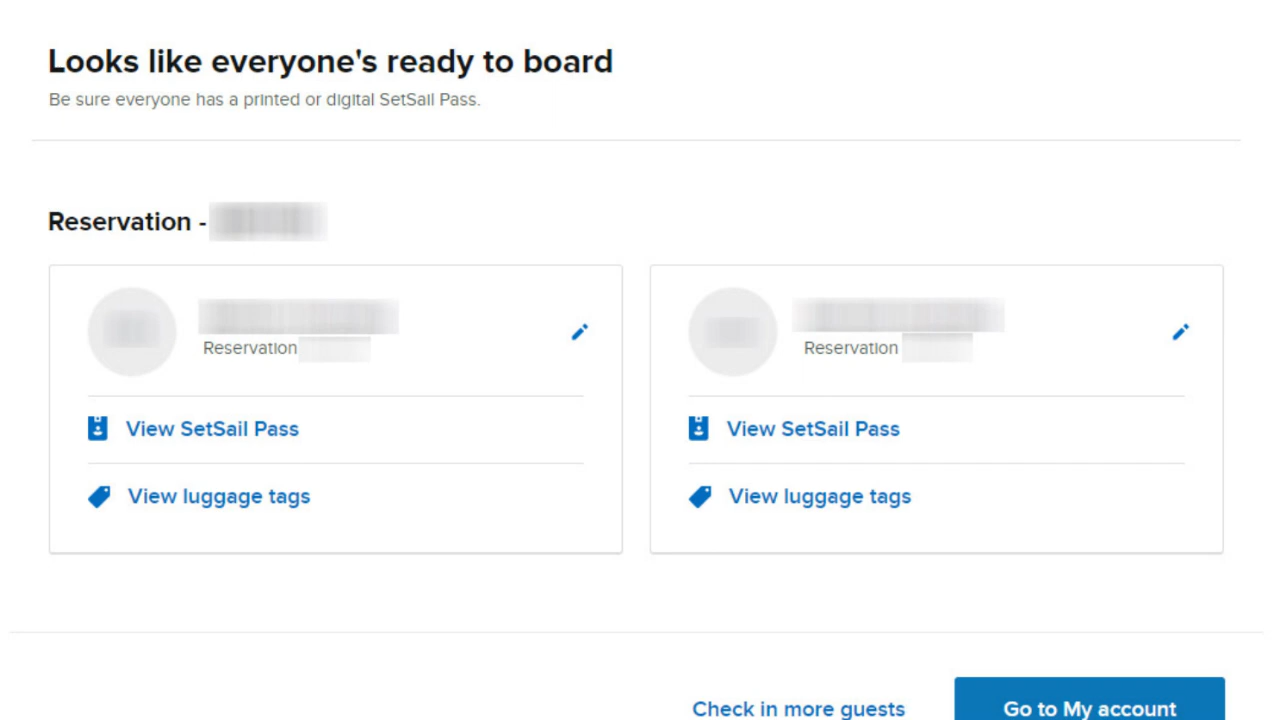 Looks like everyone's ready to board
Be sure everyone has a printed or digital SetSail Pass.
Reservation -
Reservation
View SetSail Pass
View luggage tags
Reservation
View SetSail Pass
View luggage tags
Check in more guests
Go to My account